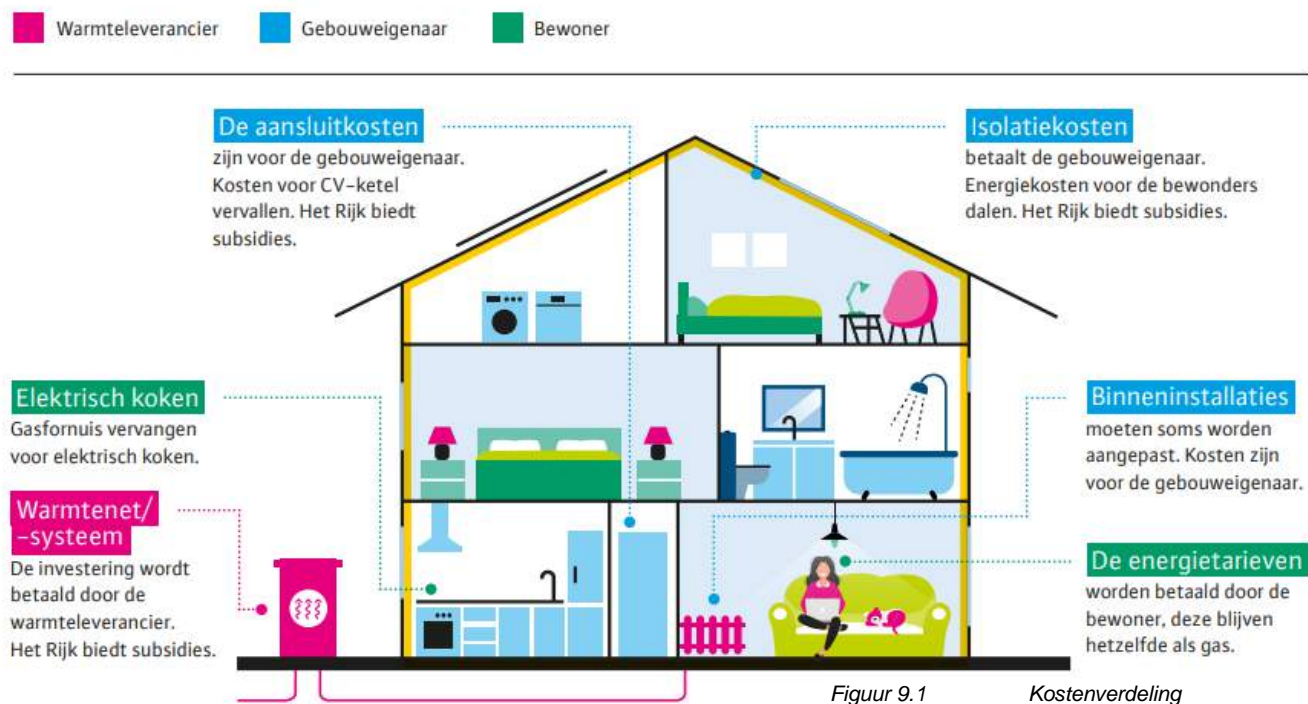 Warmteleverancier
Gebouweigenaar
Bewoner
De aansluitkosten
zijn voor de gebouweigenaar.
Kosten voor CV-ketel
vervallen. Het Rijk biedt
subsidies.
Isolatiekosten
betaalt de gebouweigenaar.
Energiekosten voor de bewonders
dalen. Het Rijk biedt subsidies.
Elektrisch koken
Gasfornuis vervangen
voor elektrisch koken.
Warmtenet/
-systeem
De investering wordt
betaald door de
warmteleverancier.
Het Rijk biedt subsidies.
Binneninstallaties
moeten soms worden
aangepast. Kosten zijn
voor de gebouweigenaar.
De energietarieven
worden betaald door de
bewoner, deze blijven
hetzelfde als gas.
Figuur 9.1 Kostenverdeling